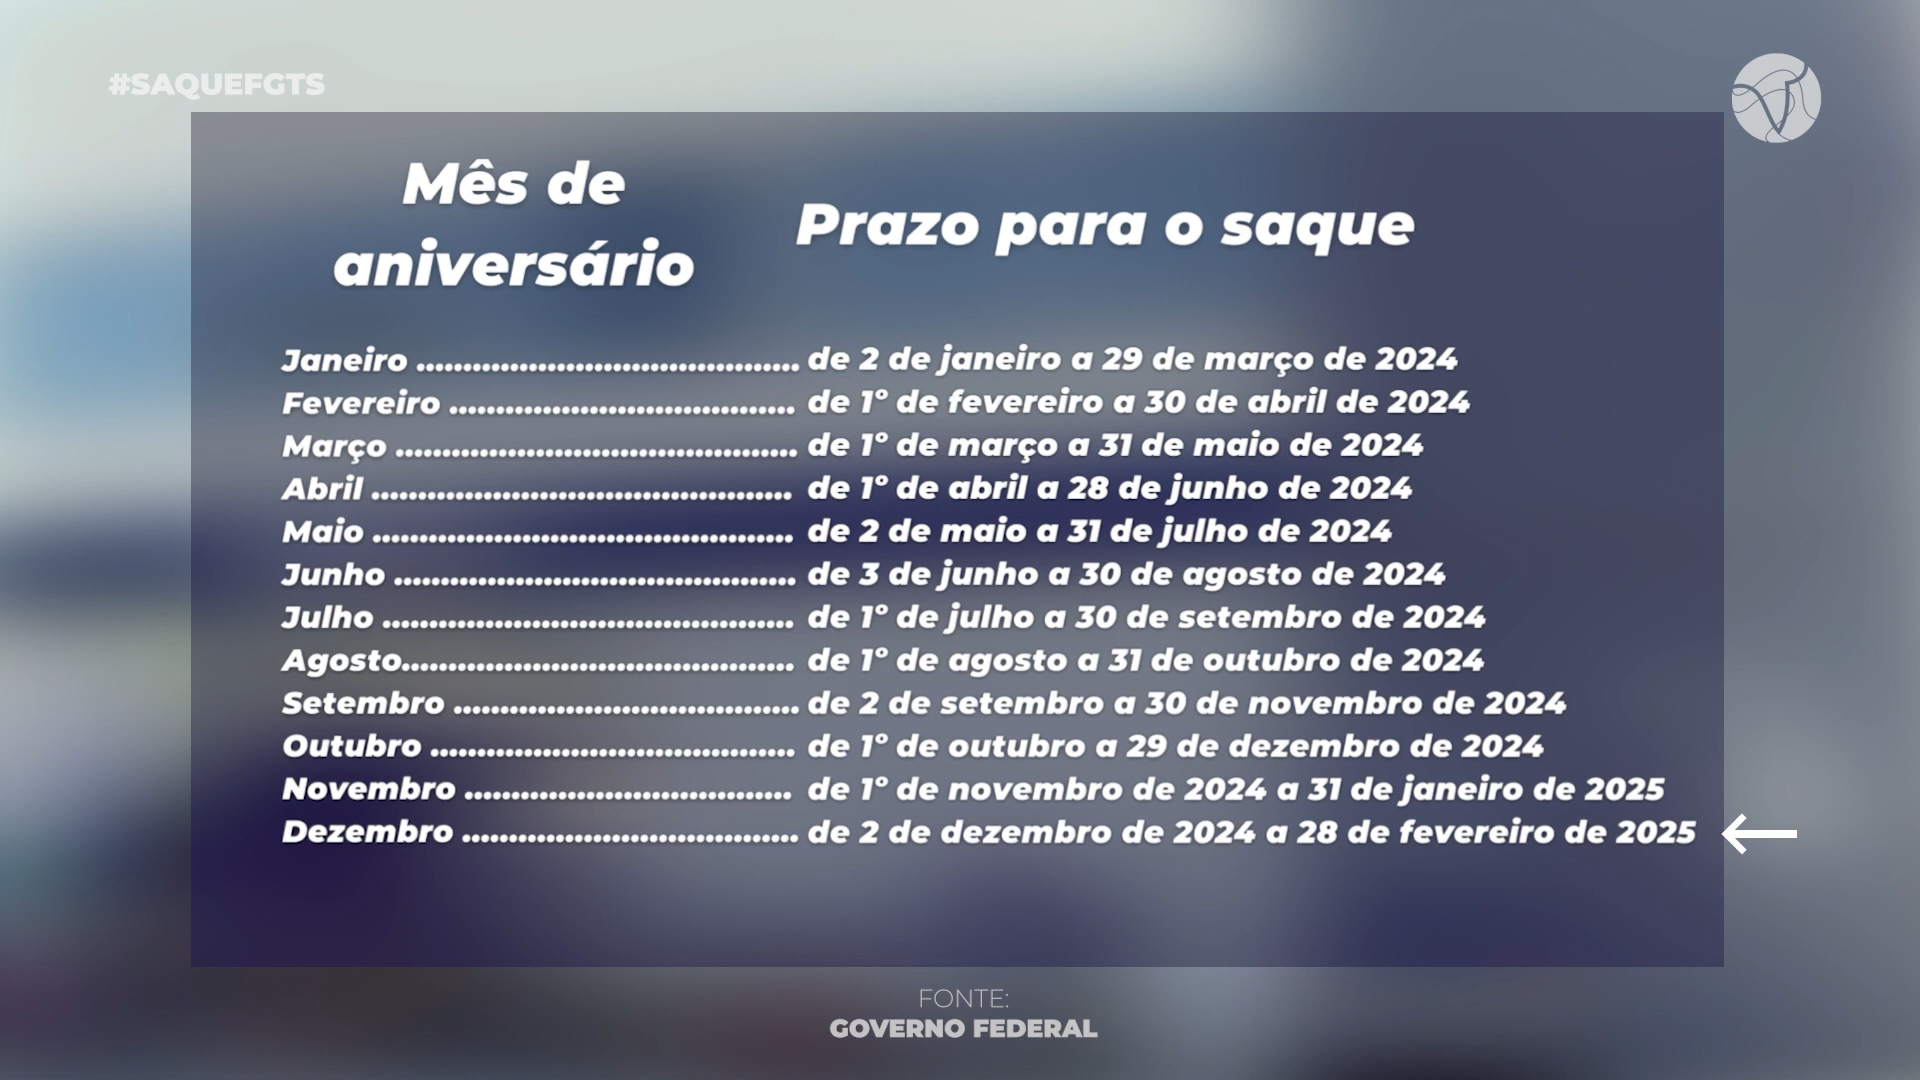 #SAQUEFGTS
Mês de
aniversário
Prazo para o saque
Janeiro ......................................... de 2 de janeiro a 29 de março de 2024
Fevereiro ..................................... de 1º de fevereiro a 30 de abril de 2024
Março ........................................... de 1º de março a 31 de maio de 2024
Abril ............................................. de 1º de abril a 28 de junho de 2024
Maio ............................................. de 2 de maio a 31 de julho de 2024
Junho ........................................... de 3 de junho a 30 de agosto de 2024
Julho ............................................ de 1º de julho a 30 de setembro de 2024
Agosto.......................................... de 1º de agosto a 31 de outubro de 2024
Setembro ..................................... de 2 de setembro a 30 de novembro de 2024
Outubro ....................................... de 1º de outubro a 29 de dezembro de 2024
Novembro ................................... de 1º de novembro de 2024 a 31 de janeiro de 2025
Dezembro .................................... de 2 de dezembro de 2024 a 28 de fevereiro de 2025
FONTE:
GOVERNO FEDERAL